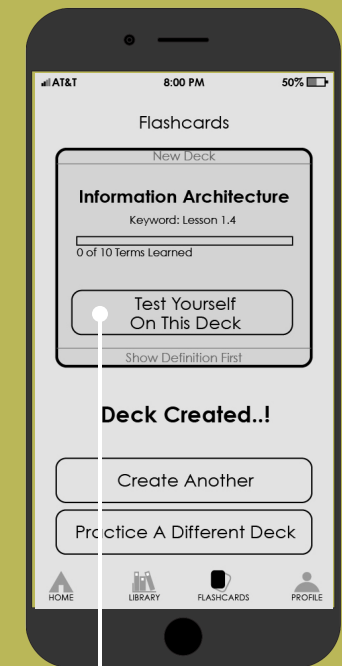 AT&T 8:00 PM 50%
Flashcards
New Deck
Information Architecture
Keyword: Lesson 1.4
0 of 10 Terms Learned
Test Yourself
On This Deck
Show Definition First
Deck Created..!
Create Another
Practice A Different Deck
HOME LIBRARY FLASHCARDS PROFILE